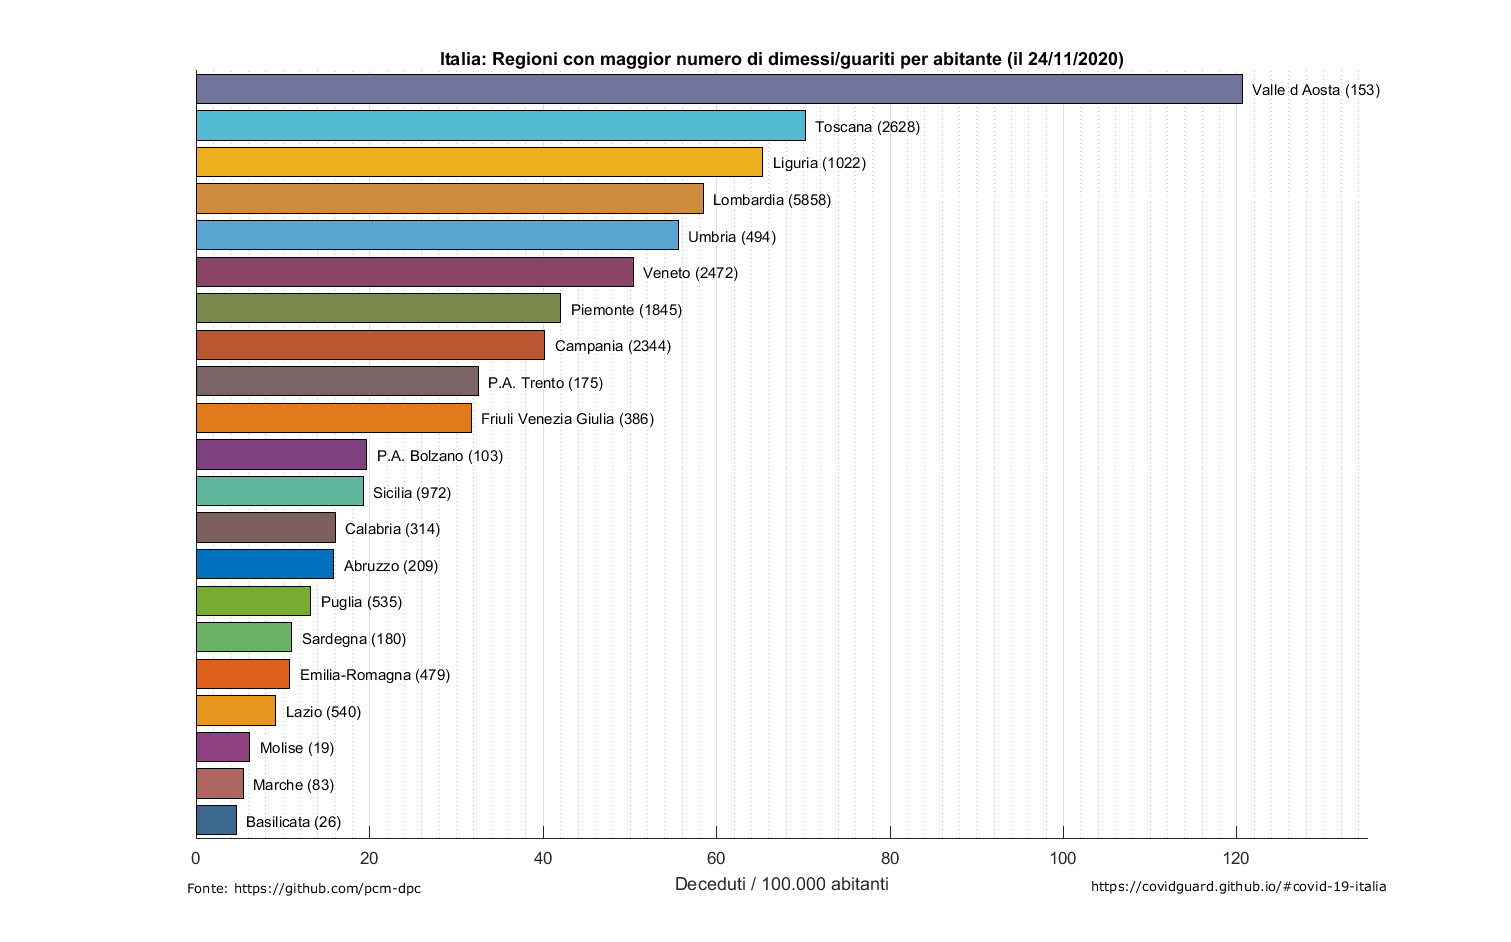 Italia: Regioni con maggior numero di dimessi/guariti per abitante (il 24/11/2020)
Valle d Aosta (153)
Toscana (2628)
Liguria (1022)
Lombardia (5858)
Umbria (494)
Veneto (2472)
Piemonte (1845)
Campania (2344)
P.A. Trento (175)
Friuli Venezia Giulia (386)
P.A. Bolzano (103)
Sicilia (972)
Calabria (314)
Abruzzo (209)
Puglia (535)
Sardegna (180)
Emilia-Romagna (479)
Lazio (540)
Molise (19)
Marche (83)
Basilicata (26)
0 20 40 60 80 100 120
Deceduti / 100.000 abitanti
Fonte: https://github.com/pcm-dpc
https://covidguard.github.io/#covid-19-italia